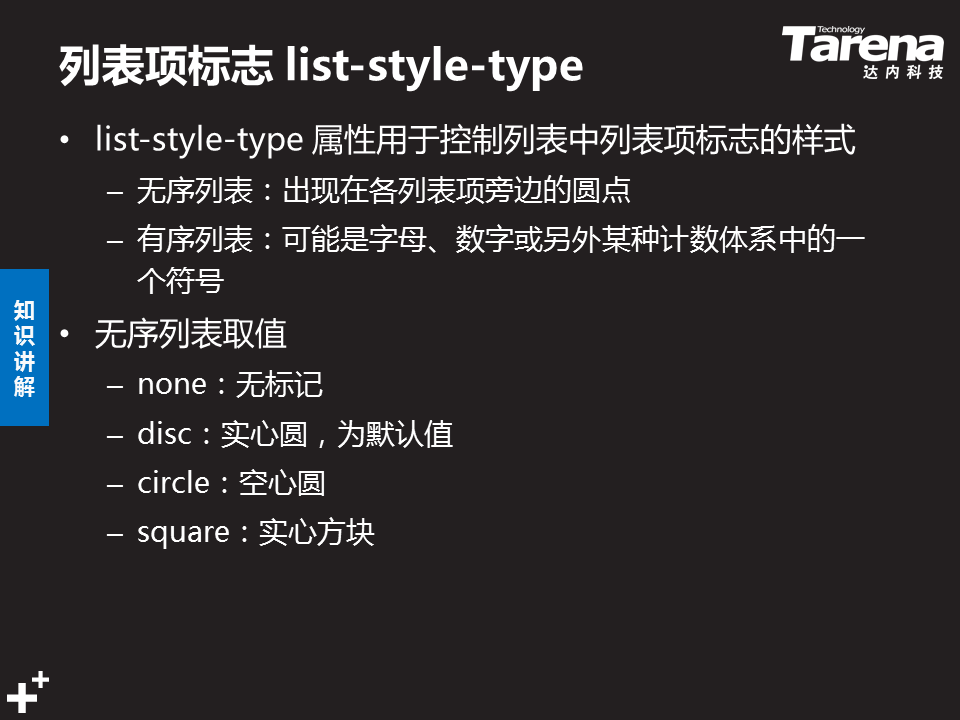 列表项标志 list-style-type
Technology
Tarena
达内科技
• list-style-type 属性用于控制列表中列表项标志的样式
– 无序列表：出现在各列表项旁边的圆点
– 有序列表：可能是字母、数字或另外某种计数体系中的一
个符号
知识讲解
• 无序列表取值
– none：无标记
– disc：实心圆，为默认值
– circle：空心圆
– square：实心方块